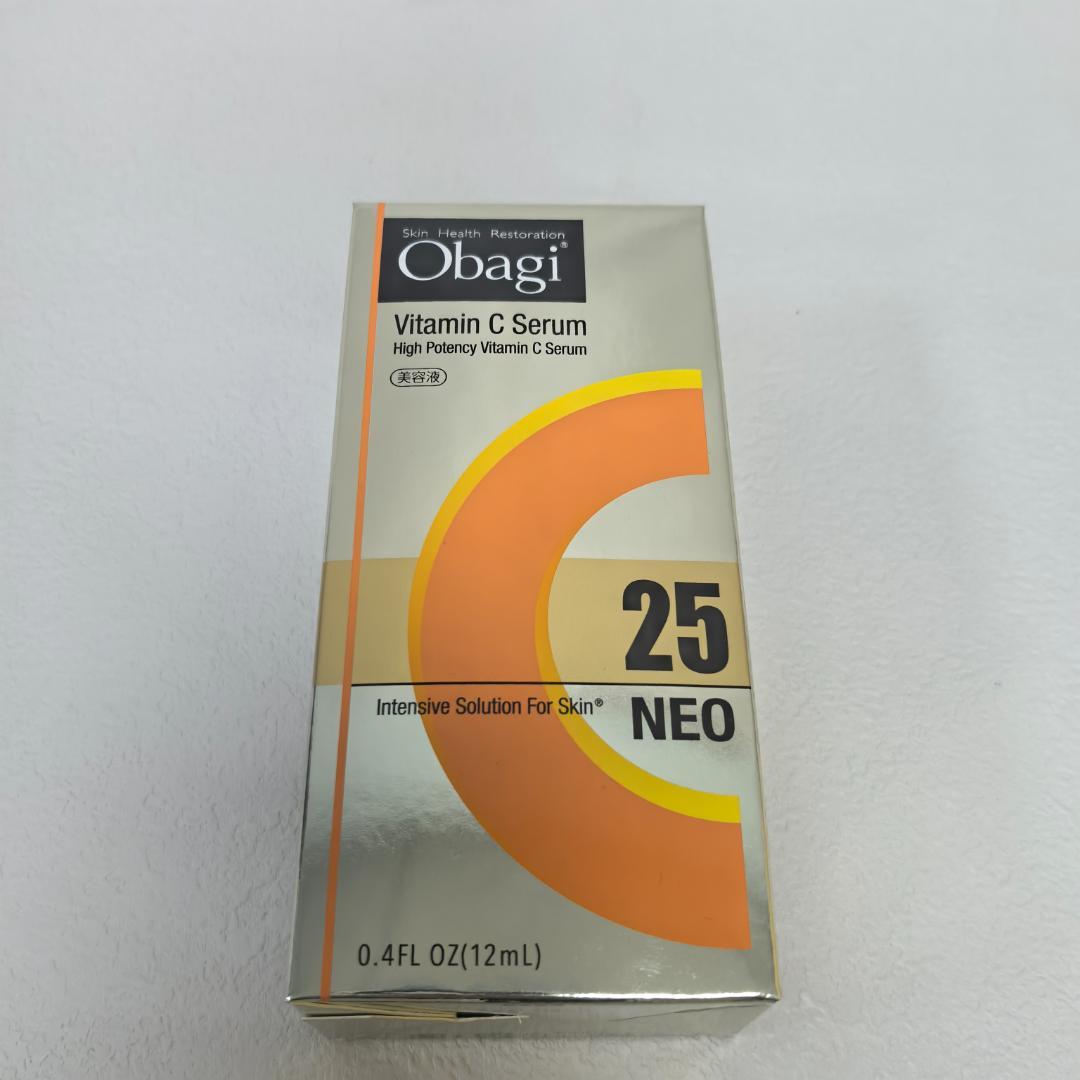 Skin Health Restoration
Obagi®
Vitamin C Serum
High Potency Vitamin C Serum
美容液
25
Intensive Solution For Skin®
NEO
0.4FL OZ(12mL)